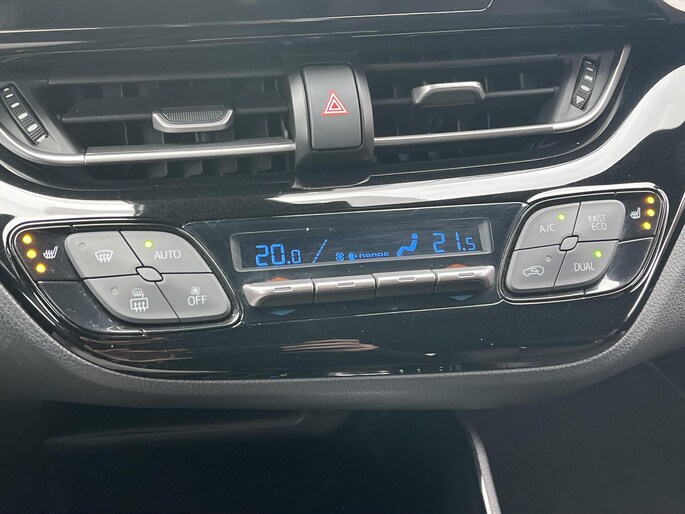 20.0
nanoe
21.5
AUTO
OFF
A/C
FAST
ECO
DUAL